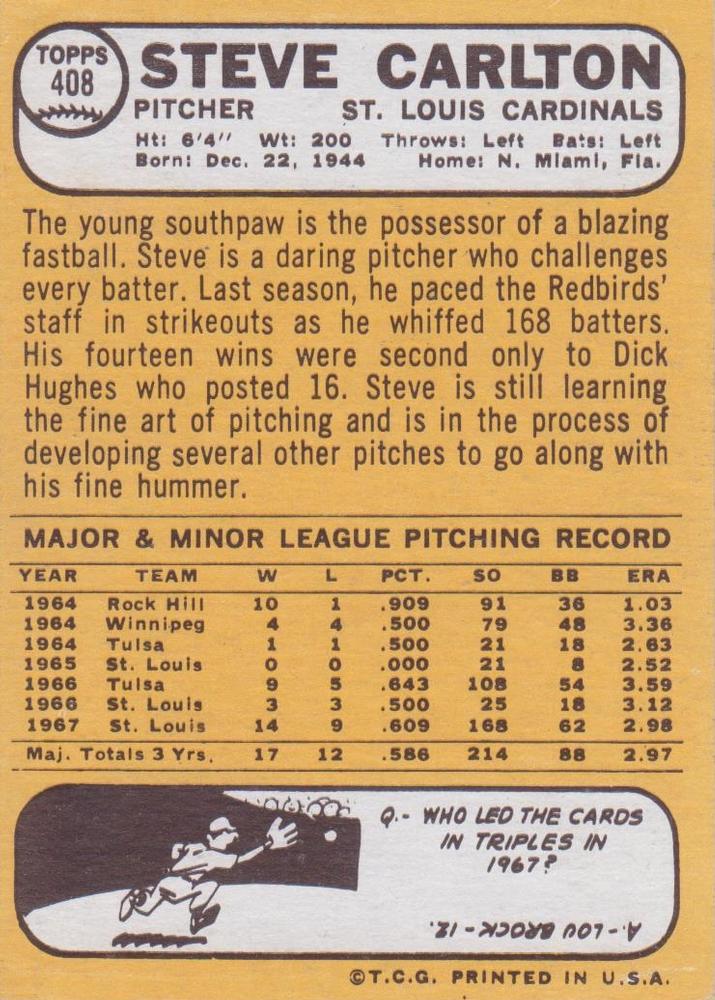 TOPPS
408
STEVE CARLTON
PITCHER ST. LOUIS CARDINALS
Ht: 6'4" Wt: 200 Throws: Left Bats: Left
Born: Dec. 22, 1944 Home: N. Miami, Fla.
The young southpaw is the possessor of a blazing
fastball. Steve is a daring pitcher who challenges
every batter. Last season, he paced the Redbirds'
staff in strikeouts as he whiffed 168 batters.
His fourteen wins were second only to Dick
Hughes who posted 16. Steve is still learning
the fine art of pitching and is in the process of
developing several other pitches to go along with
his fine hummer.
MAJOR & MINOR LEAGUE PITCHING RECORD
YEAR TEAM W L PCT. SO BB ERA
1964 Rock Hill 10 1 .909 91 36 1.03
1964 Winnipeg 4 4 .500 79 48 3.36
1964 Tulsa 1 1 .500 21 18 2.63
1965 St. Louis 0 0 .000 21 8 2.52
1966 Tulsa 9 5 .643 108 54 3.59
1966 St. Louis 3 3 .500 25 18 3.12
1967 St. Louis 14 9 .609 168 62 2.98
Maj. Totals 3 Yrs. 17 12 .586 214 88 2.97
Q.- WHO LED THE CARDS
IN TRIPLES IN
1967?
A.- LOU BROCK - 12.
©T.C.G. PRINTED IN U.S.A.